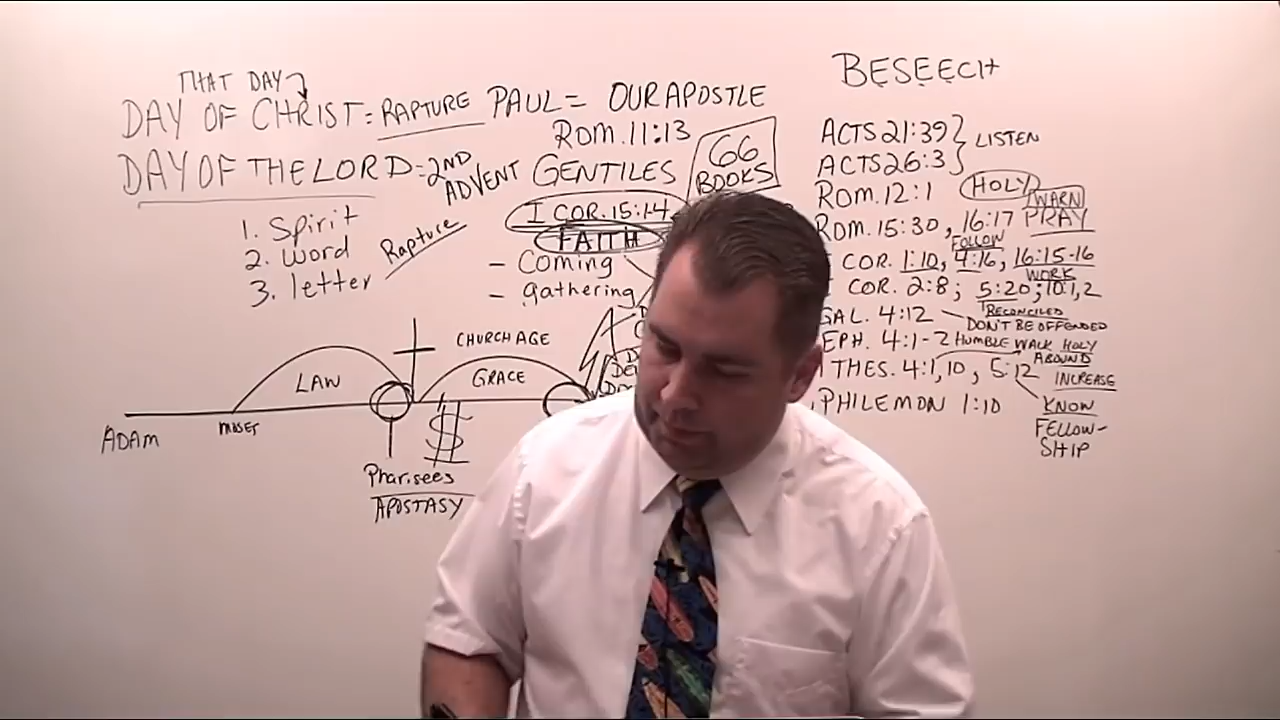 THAT DAY
DAY OF CHRIST = RAPTURE PAUL = OUR APOSTLE
ROM. 11:13
DAY OF THE LORD = 2ND ADVENT GENTILES
66 BOOKS
1. Spirit
2. Word
3. letter
Rapture
I COR. 15:1-4
FAITH
- Coming
- gathering
CHURCH AGE
LAW
GRACE
ADAM
MOSES
$
Pharisees
APOSTASY
BESEECH
ACTS 21:39
ACTS 26:3
LISTEN
ROM. 12:1 HOLY
WARN
ROM. 15:30, 16:17 PRAY
FOLLOW
COR. 1:10, 4:16, 16:15-16
WORK
COR. 2:8; 5:20; 10:1,2
RECONCILED
GAL. 4:12 - DON'T BE OFFENDED
EPH. 4:1-2 HUMBLE WALK HOLY
ABOUND
THES. 4:1,10, 5:12 INCREASE
PHILEMON 1:10 KNOW
FELLOW-
SHIP